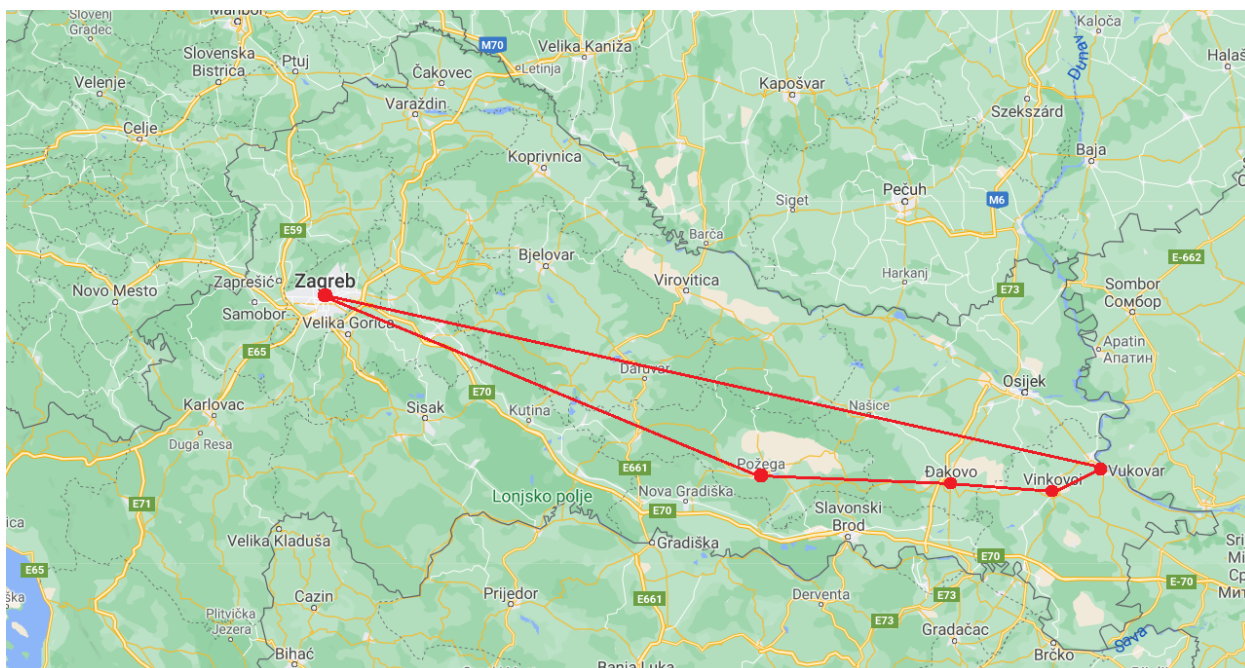 Slovenj
Gradec
Maribor
Velenje
Slovenska
Bistrica
Ptuj
Celje
M70
Letinja
Velika Kaniža
Čakovec
Varaždin
Koprivnica
Kapošvar
Dunav
Kaloča
Halaš
Szekszárd
Baja
Pečuh
M6
Siget
Barča
Harkanj
E-662
E73
Sombor
Сомбор
Apatin
Апатин
E59
Zaprešić
Zagreb
Novo Mesto
Samobor
Velika Gorica
Bjelovar
Virovitica
E65
E70
Daruvar
Osijek
Karlovac
Duga Resa
Sisak
Kutina
Našice
E661
Požega
Đakovo
Vinkovci
Vukovar
E71
Lonjsko polje
Nova Gradiška
E70
Slavonski
Brod
Velika Kladuša
Gradiška
E70
E-70
E65
Cazin
Prijedor
E661
Derventa
E73
E73
Plitvička
Jezera
Gradačac
Bihać
Banja Luka
Brčko
Sava